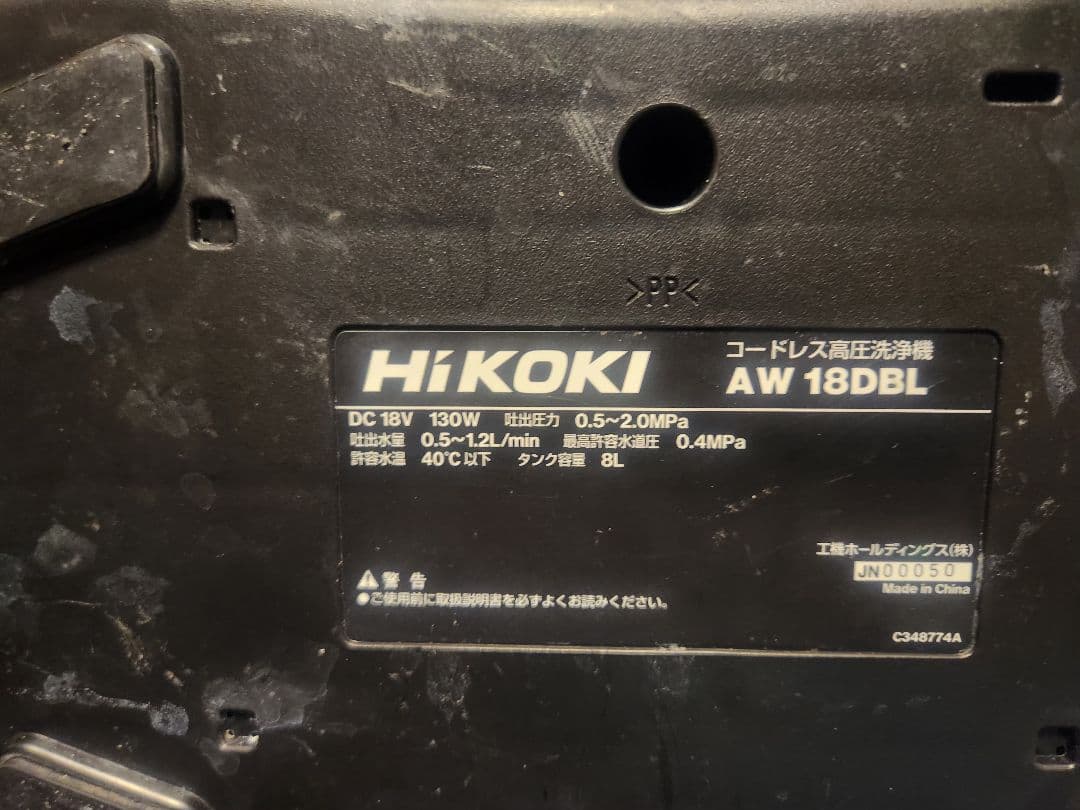 >PP<
HiKOKI
コードレス高圧洗浄機
AW 18DBL
DC 18V 130W 吐出圧力 0.5~2.0MPa
吐出水量 0.5~1.2L/min 最高許容水道圧 0.4MPa
許容水温 40℃以下 タンク容量 8L
工機ホールディングス(株)
JN00050
Made in China
⚠警告
●ご使用前に取扱説明書を必ずよくお読みください。
C348774A